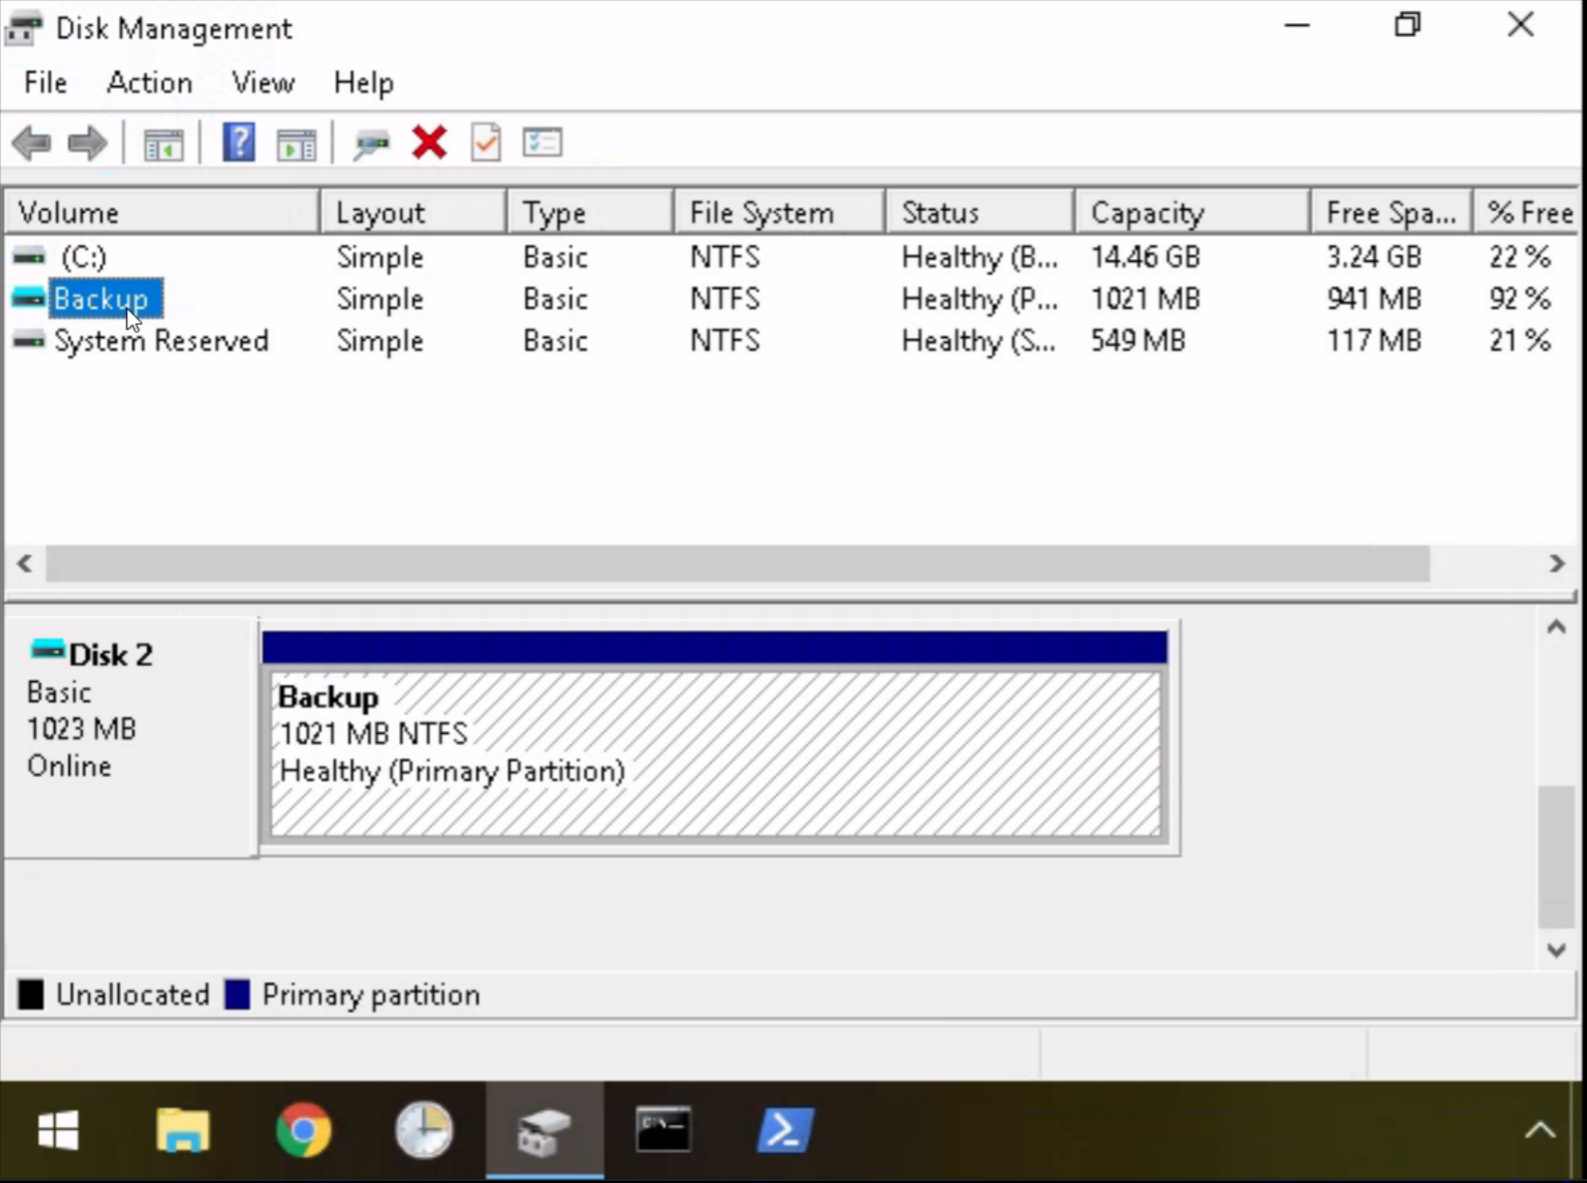 Disk Management
File Action View Help
Volume Layout Type File System Status Capacity Free Spa... % Free
(C:) Simple Basic NTFS Healthy (B... 14.46 GB 3.24 GB 22 %
Backup Simple Basic NTFS Healthy (P... 1021 MB 941 MB 92 %
System Reserved Simple Basic NTFS Healthy (S... 549 MB 117 MB 21 %
Disk 2
Basic
1023 MB
Online
Backup
1021 MB NTFS
Healthy (Primary Partition)
Unallocated Primary partition